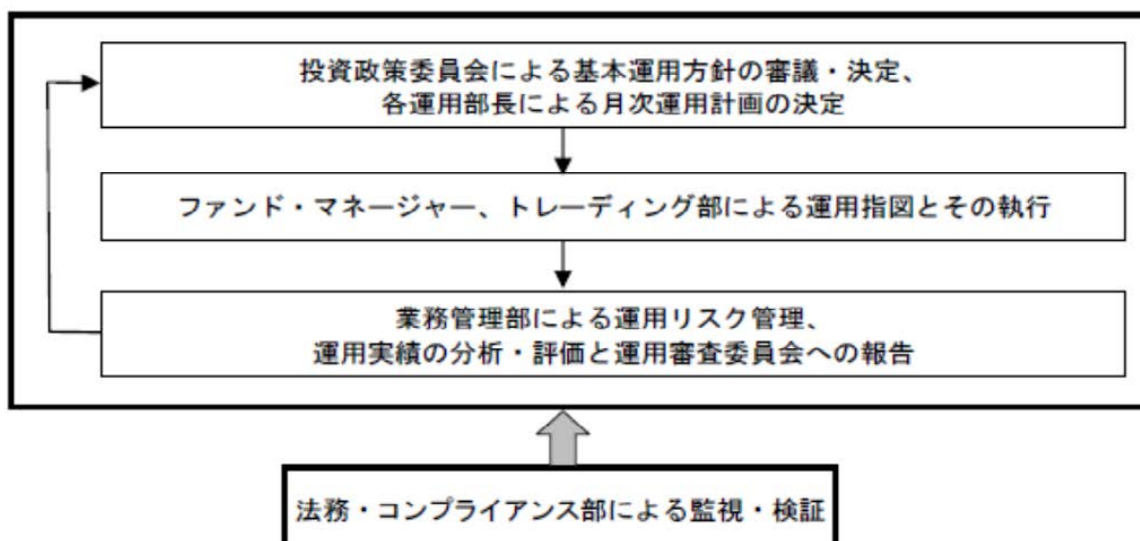 投資政策委員会による基本運用方針の審議・決定、
各運用部長による月次運用計画の決定
ファンド・マネージャー、トレーディング部による運用指図とその執行
業務管理部による運用リスク管理、
運用実績の分析・評価と運用審査委員会への報告
法務・コンプライアンス部による監視・検証